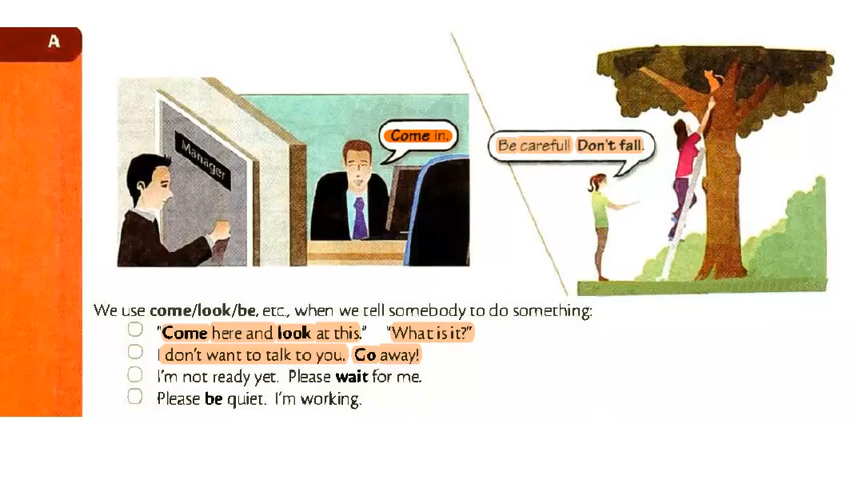 A
Come in.
Manager
Be careful! Don't fall.
We use come/look/be, etc., when we tell somebody to do something:
"Come here and look at this." "What is it?"
I don't want to talk to you. Go away!
I'm not ready yet. Please wait for me.
Please be quiet. I'm working.